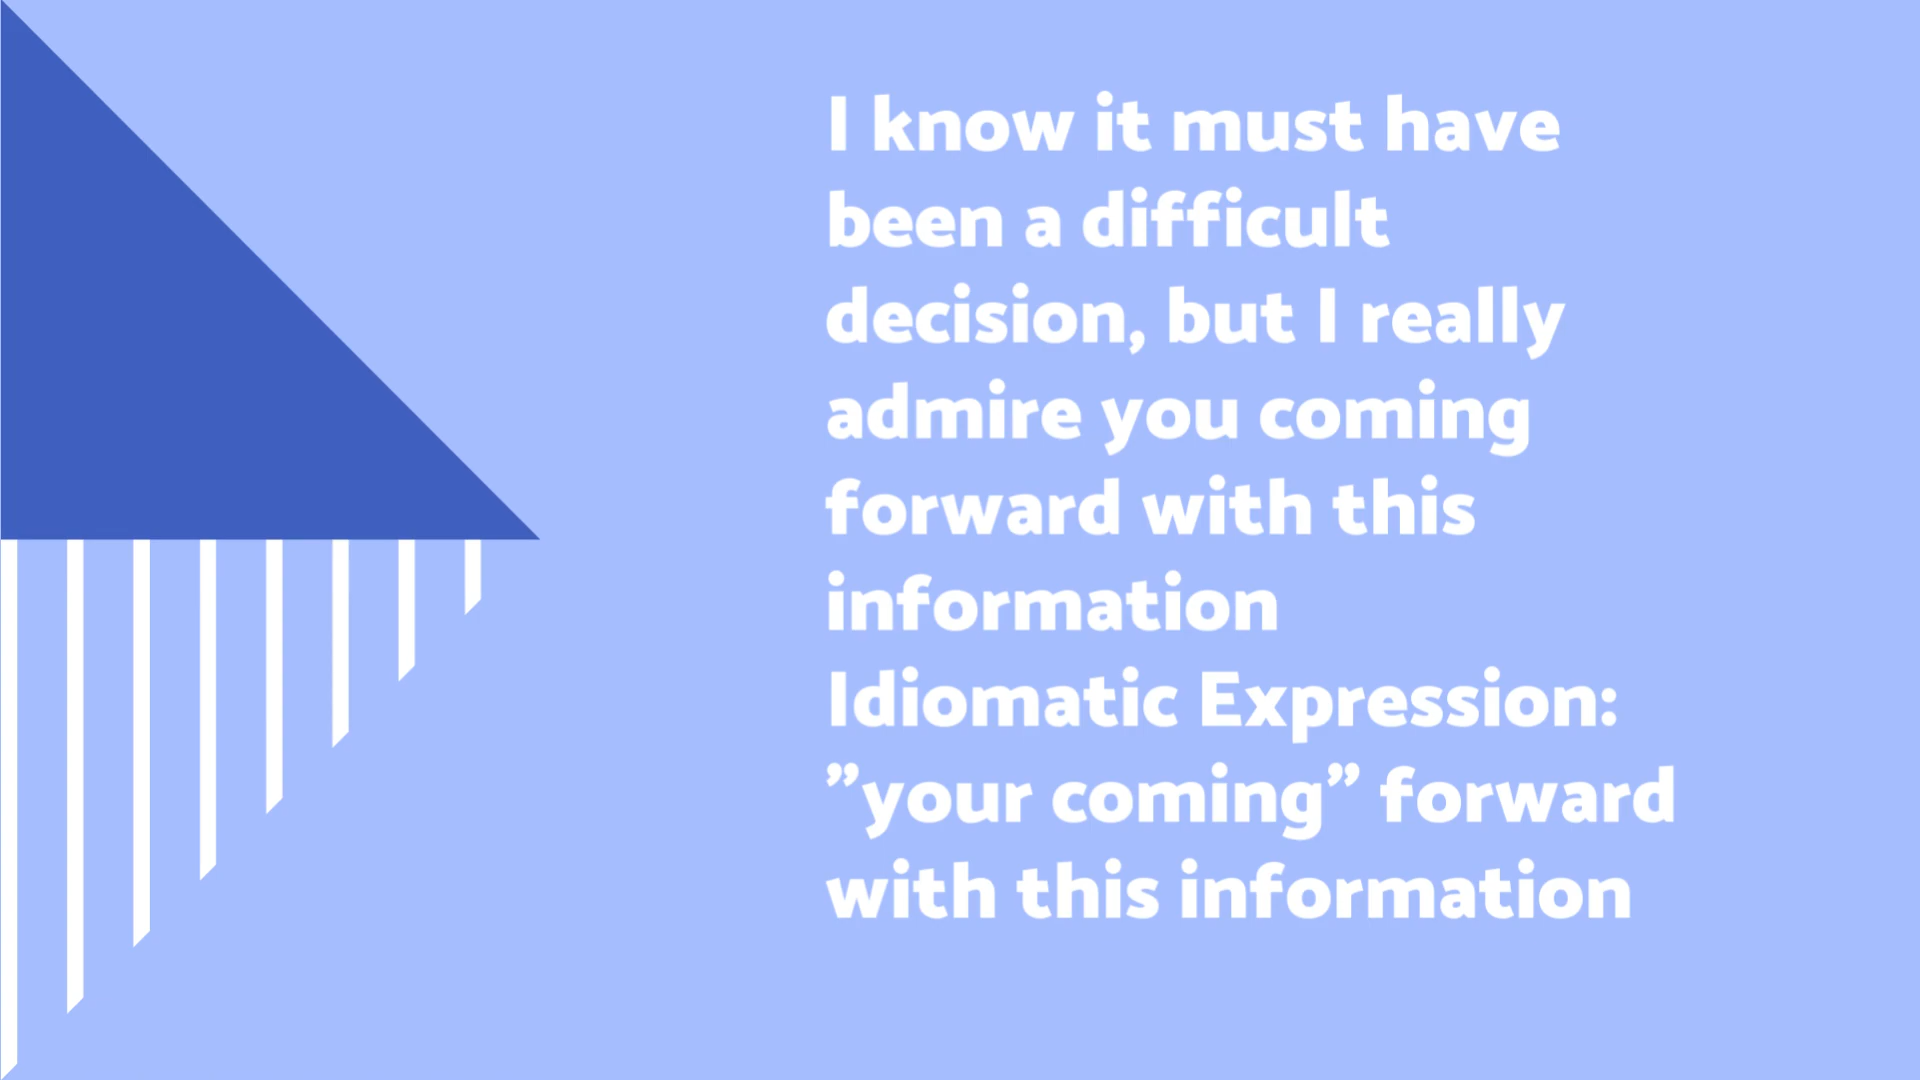 I know it must have
been a difficult
decision, but I really
admire you coming
forward with this
information
Idiomatic Expression:
”your coming” forward
with this information